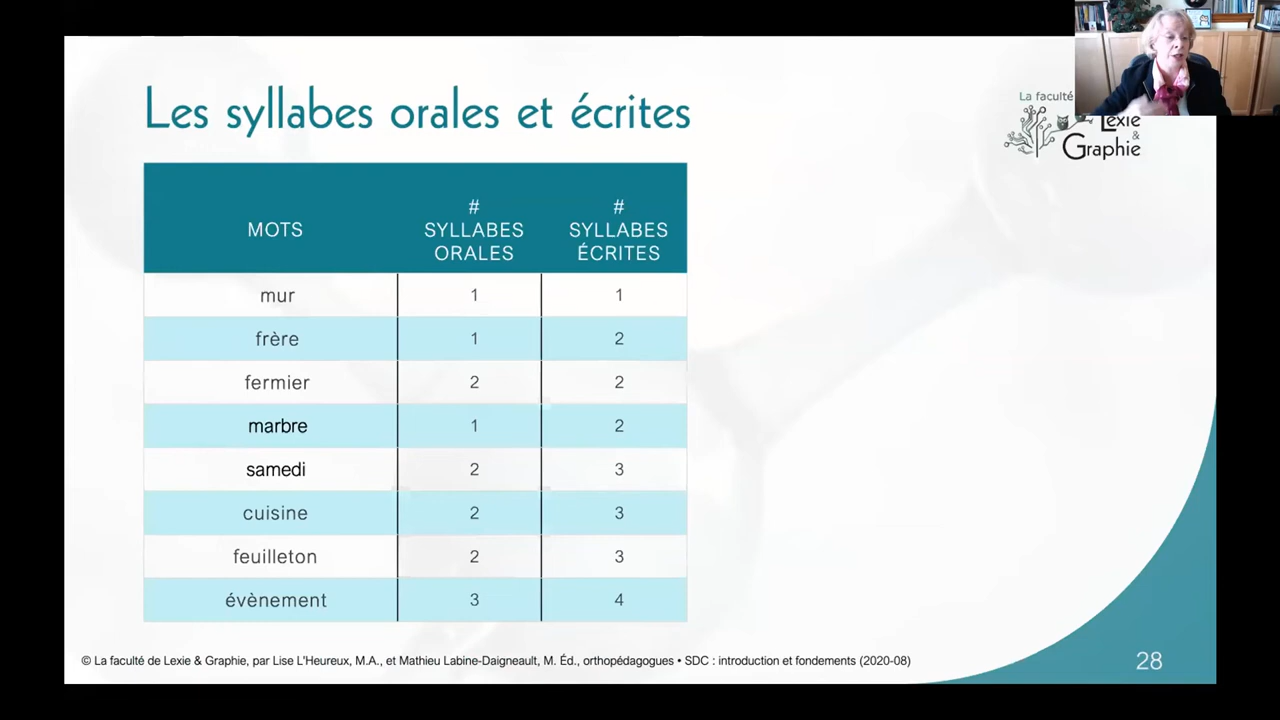 Les syllabes orales et écrites
La faculté
Lexie
&
Graphie
MOTS
#
SYLLABES
ORALES
#
SYLLABES
ÉCRITES
mur 1 1
frère 1 2
fermier 2 2
marbre 1 2
samedi 2 3
cuisine 2 3
feuilleton 2 3
évènement 3 4
© La faculté de Lexie & Graphie, par Lise L'Heureux, M.A., et Mathieu Labine-Daigneault, M. Éd., orthopédagogues • SDC : introduction et fondements (2020-08)
28